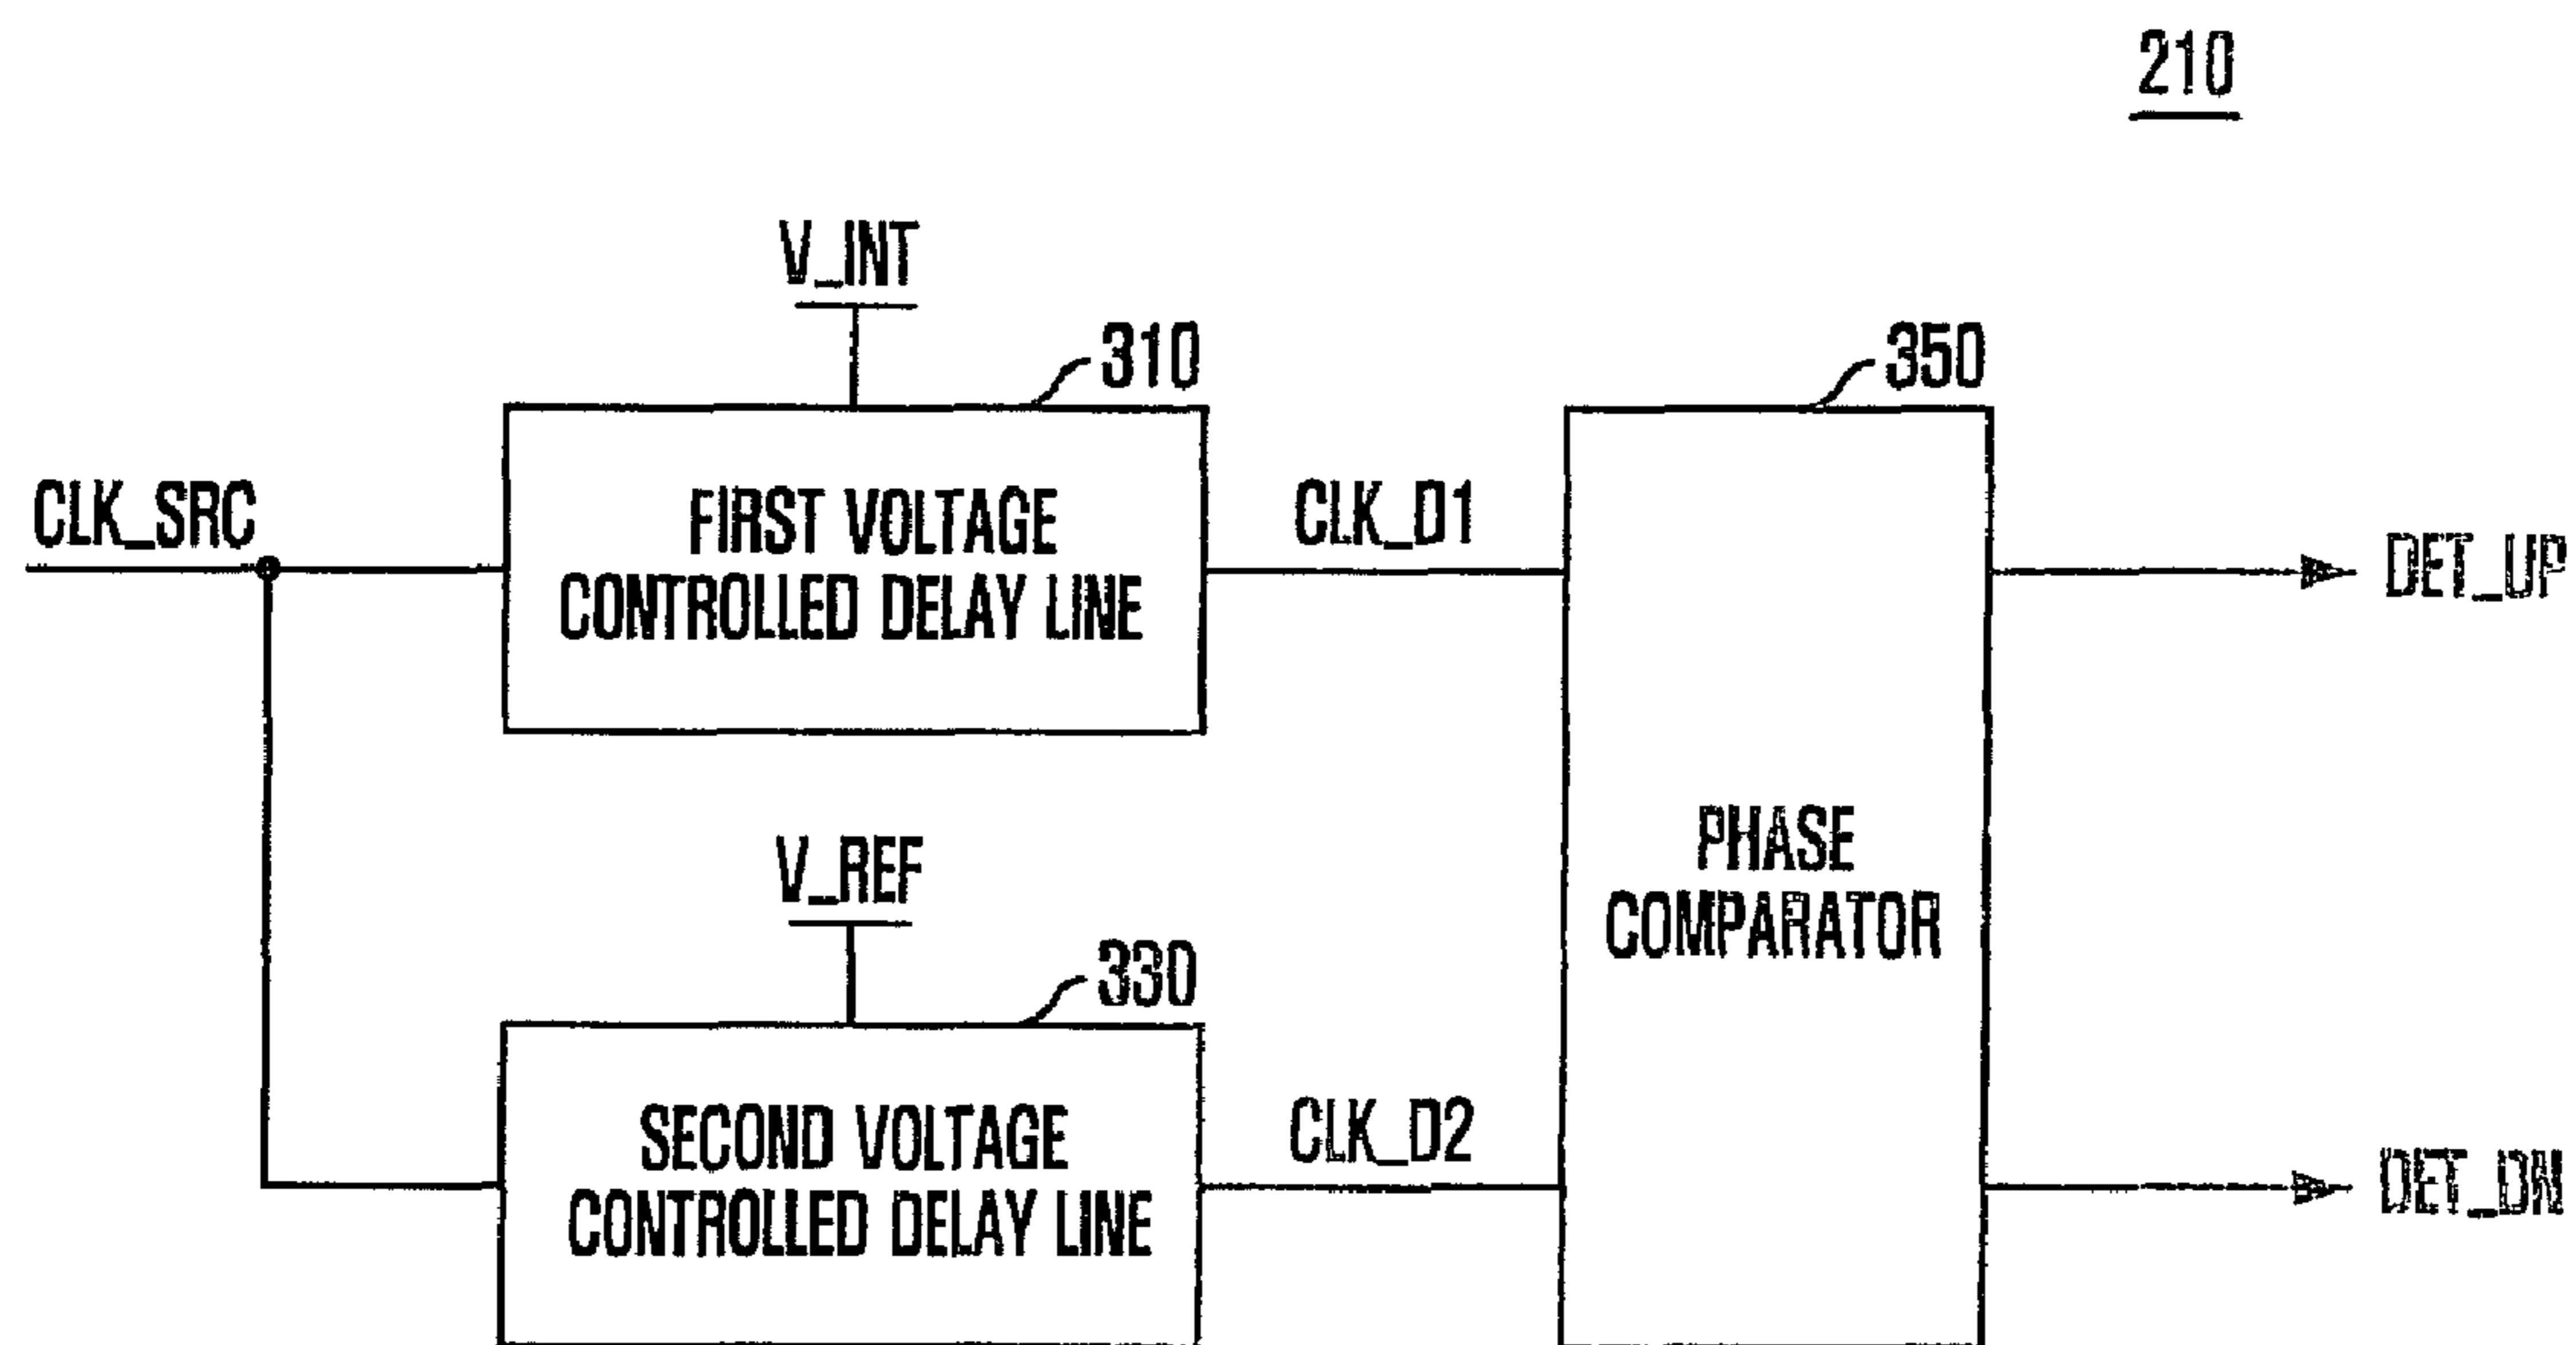 210
V_INT
310
350
CLK_SRC
FIRST VOLTAGE
CONTROLLED DELAY LINE
CLK_D1
DET_UP
V_REF
330
PHASE
COMPARATOR
SECOND VOLTAGE
CONTROLLED DELAY LINE
CLK_D2
DET_DN